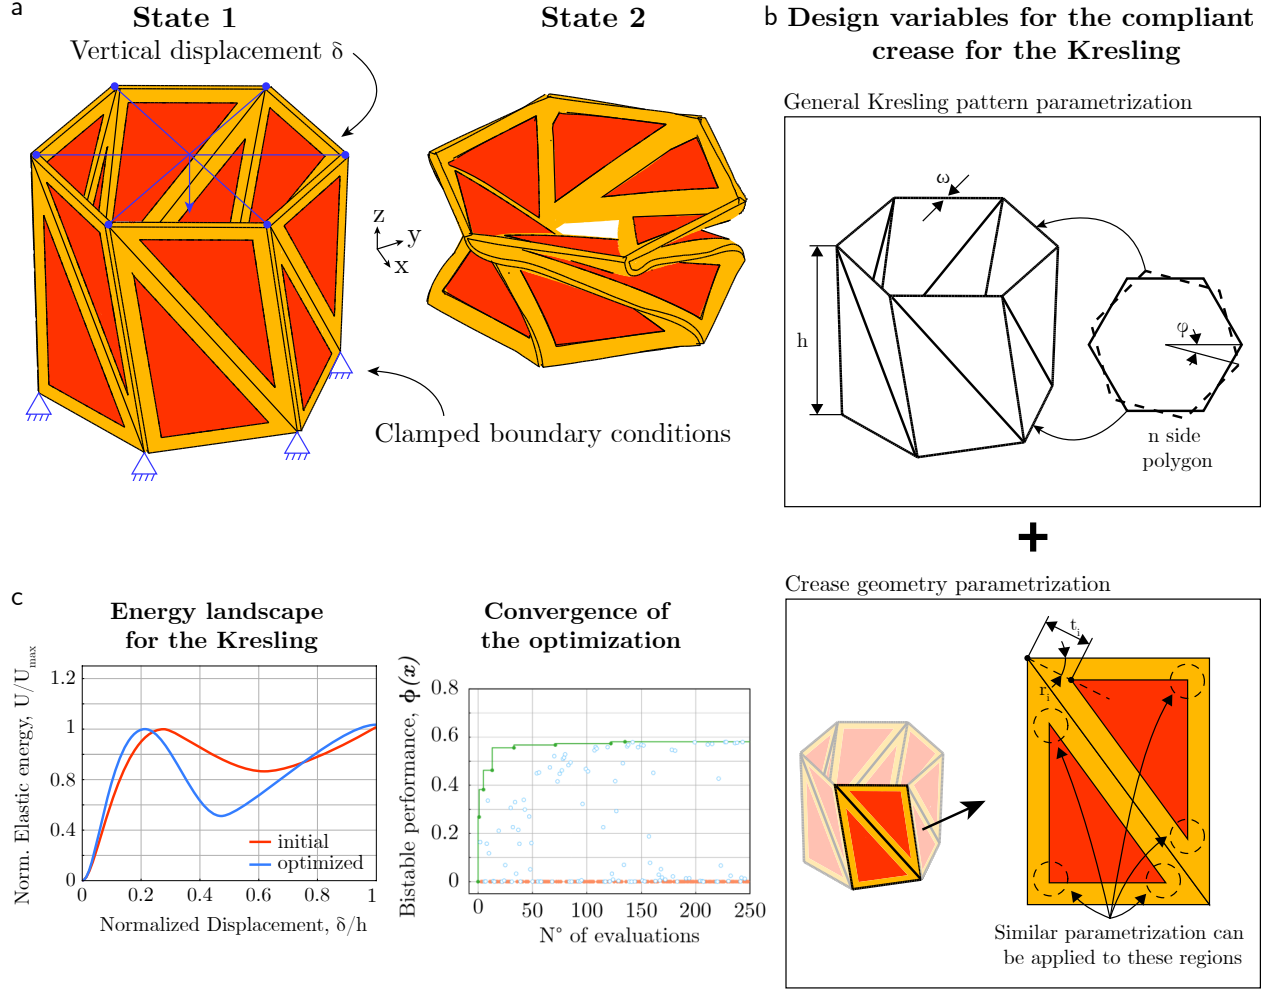 a
State 1
State 2
Vertical displacement δ
z
y
x
Clamped boundary conditions
b
Design variables for the compliant
crease for the Kresling
General Kresling pattern parametrization
ω
h
φ
n side
polygon
+
Crease geometry parametrization
t_i
r_i
Similar parametrization can
be applied to these regions
c
Energy landscape
for the Kresling
Norm. Elastic energy, U/U_max
1.2
1
0.8
0.4
0
initial
optimized
0 0.2 0.4 0.6 0.8 1
Normalized Displacement, δ/h
Convergence of
the optimization
Bistable performance, ϕ(x)
0.8
0.6
0.4
0.2
0
0 50 100 150 200 250
N° of evaluations